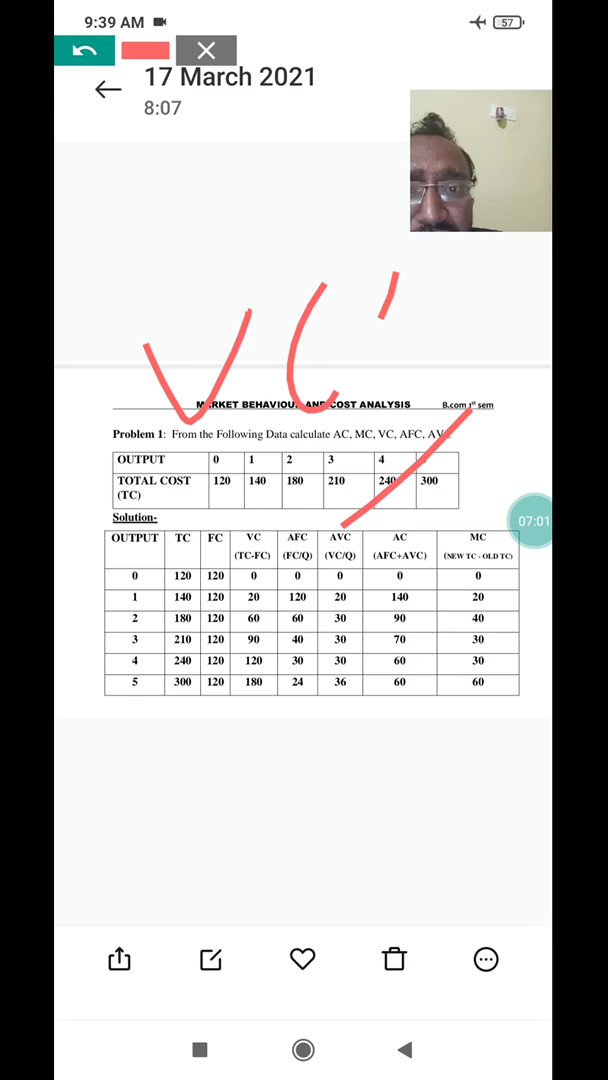 9:39 AM
57
17 March 2021
8:07
VC
MARKET BEHAVIOUR AND COST ANALYSIS B.com 1st sem
Problem 1: From the Following Data calculate AC, MC, VC, AFC, AVC
OUTPUT 0 1 2 3 4
TOTAL COST (TC) 120 140 180 210 240 300
07:01
Solution-
OUTPUT TC FC VC (TC-FC) AFC (FC/Q) AVC (VC/Q) AC (AFC+AVC) MC (NEW TC - OLD TC)
0 120 120 0 0 0 0 0
1 140 120 20 120 20 140 20
2 180 120 60 60 30 90 40
3 210 120 90 40 30 70 30
4 240 120 120 30 30 60 30
5 300 120 180 24 36 60 60